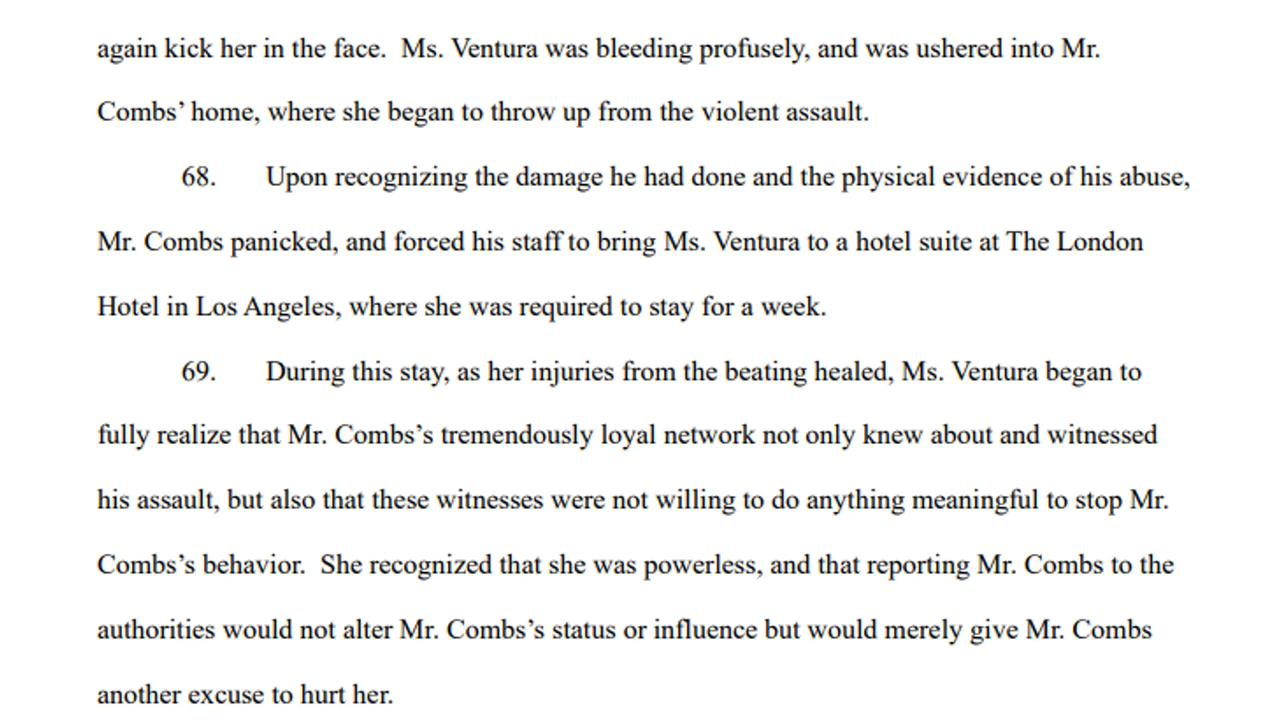 again kick her in the face.  Ms. Ventura was bleeding profusely, and was ushered into Mr.
Combs’ home, where she began to throw up from the violent assault.
68. Upon recognizing the damage he had done and the physical evidence of his abuse,
Mr. Combs panicked, and forced his staff to bring Ms. Ventura to a hotel suite at The London
Hotel in Los Angeles, where she was required to stay for a week.
69. During this stay, as her injuries from the beating healed, Ms. Ventura began to
fully realize that Mr. Combs’s tremendously loyal network not only knew about and witnessed
his assault, but also that these witnesses were not willing to do anything meaningful to stop Mr.
Combs’s behavior.  She recognized that she was powerless, and that reporting Mr. Combs to the
authorities would not alter Mr. Combs’s status or influence but would merely give Mr. Combs
another excuse to hurt her.